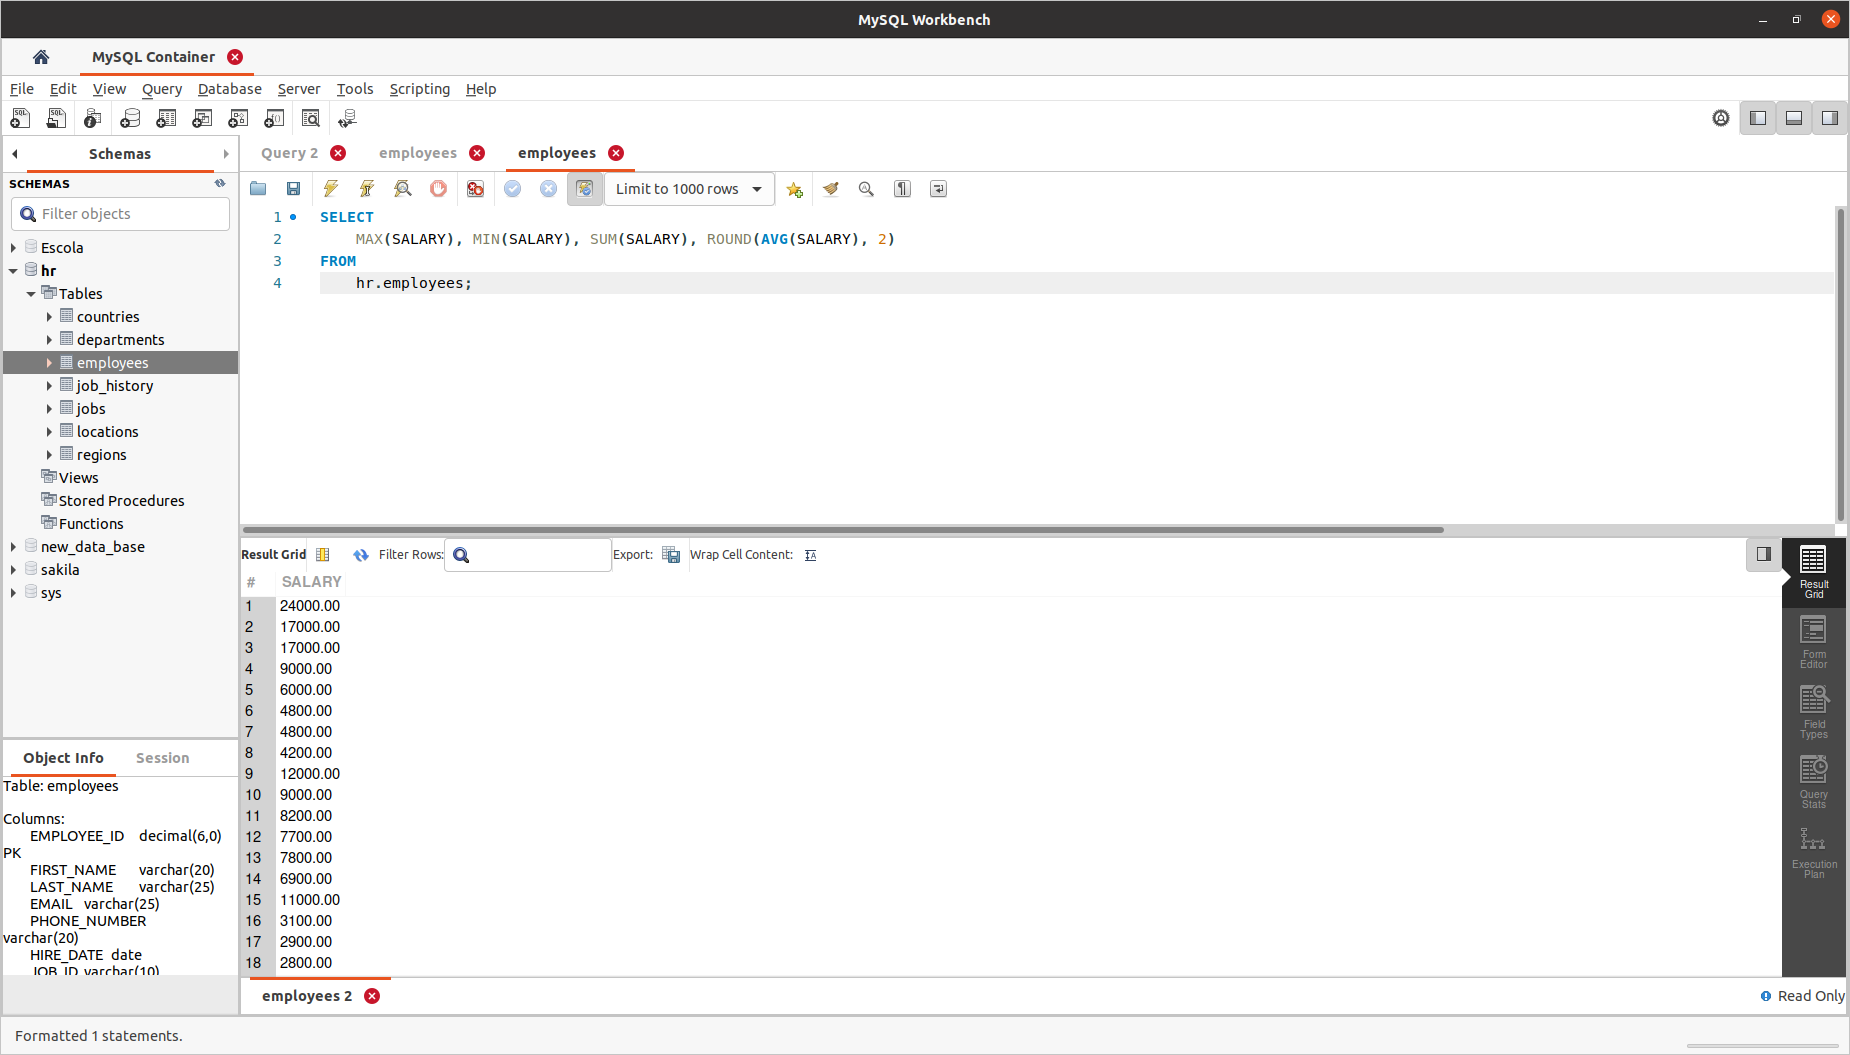 MySQL Workbench
MySQL Container
File Edit View Query Database Server Tools Scripting Help
Schemas
SCHEMAS
Filter objects
Escola
hr
Tables
countries
departments
employees
job_history
jobs
locations
regions
Views
Stored Procedures
Functions
new_data_base
sakila
sys
Object Info Session
Table: employees
Columns:
EMPLOYEE_ID decimal(6,0)
PK
FIRST_NAME varchar(20)
LAST_NAME varchar(25)
EMAIL varchar(25)
PHONE_NUMBER
varchar(20)
HIRE_DATE date
JOB_ID varchar(10)
Query 2 employees employees
Limit to 1000 rows
1 SELECT
2 MAX(SALARY), MIN(SALARY), SUM(SALARY), ROUND(AVG(SALARY), 2)
3 FROM
4 hr.employees;
Result Grid Filter Rows: Export: Wrap Cell Content:
# SALARY
1 24000.00
2 17000.00
3 17000.00
4 9000.00
5 6000.00
6 4800.00
7 4800.00
8 4200.00
9 12000.00
10 9000.00
11 8200.00
12 7700.00
13 7800.00
14 6900.00
15 11000.00
16 3100.00
17 2900.00
18 2800.00
Result
Grid
Form
Editor
Field
Types
Query
Stats
Execution
Plan
employees 2
Read Only
Formatted 1 statements.